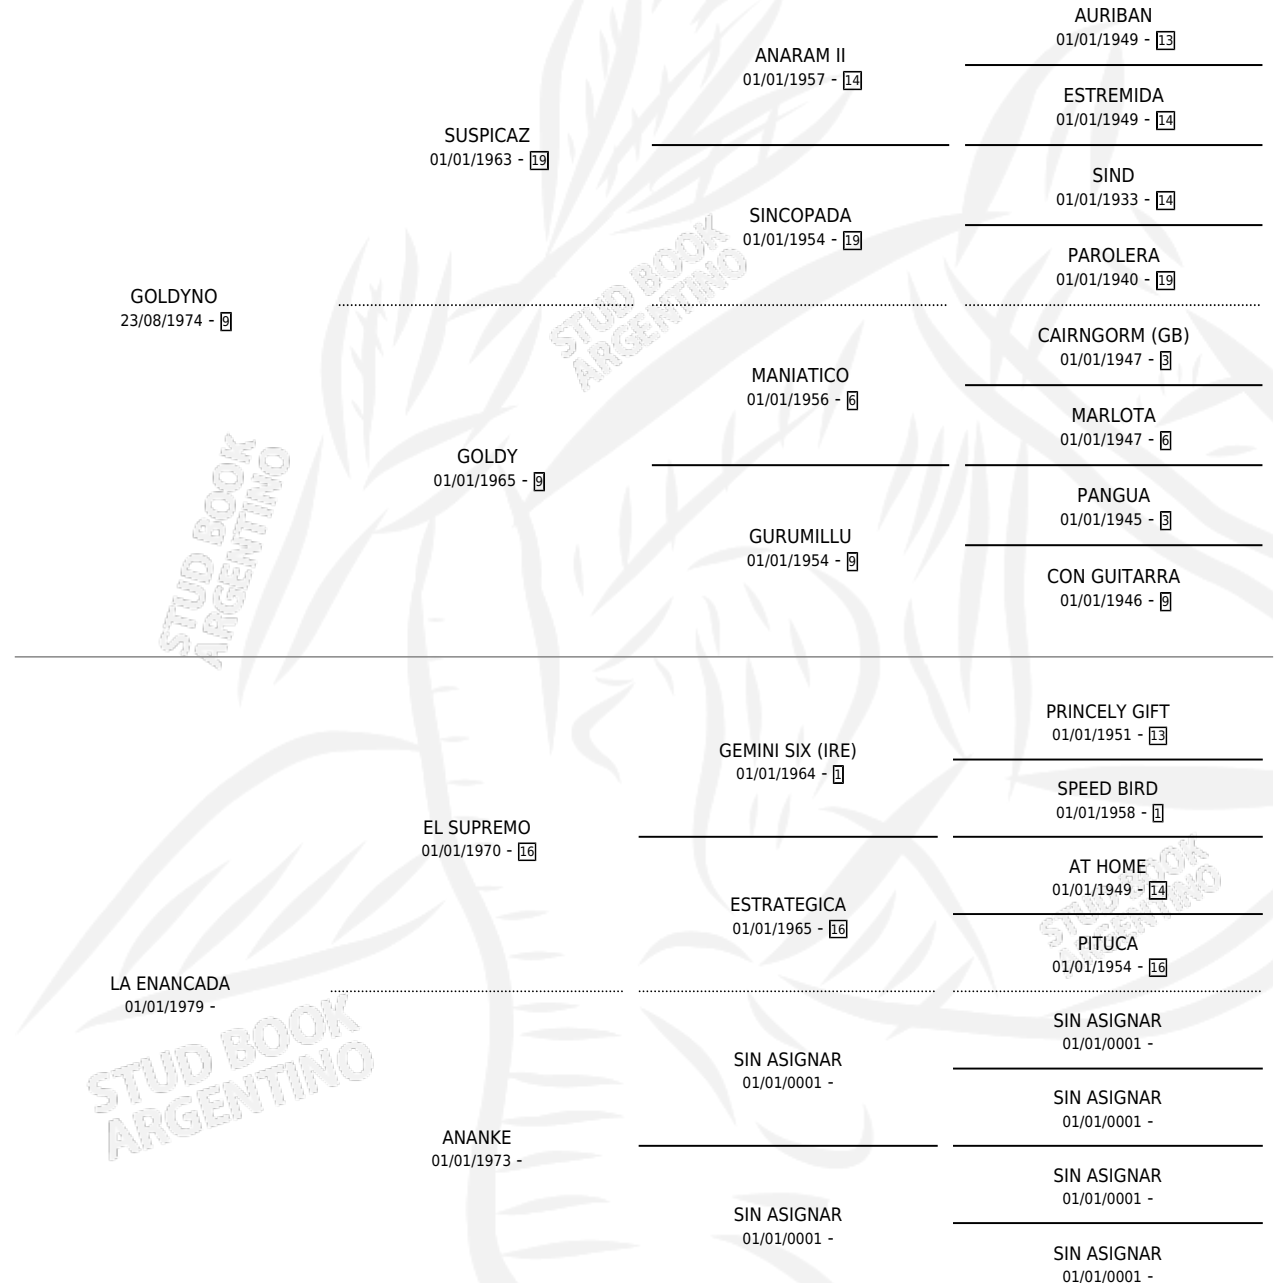 AURIBAN
01/01/1949 - 13
ANARAM II
01/01/1957 - 14
ESTREMIDA
01/01/1949 - 14
SUSPICAZ
01/01/1963 - 19
SIND
01/01/1933 - 14
SINCOPADA
01/01/1954 - 19
PAROLERA
01/01/1940 - 19
GOLDYNO
23/08/1974 - 9
CAIRNGORM (GB)
01/01/1947 - 3
MANIATICO
01/01/1956 - 6
MARLOTA
01/01/1947 - 6
GOLDY
01/01/1965 - 9
PANGUA
01/01/1945 - 3
GURUMILLU
01/01/1954 - 9
CON GUITARRA
01/01/1946 - 9
PRINCELY GIFT
01/01/1951 - 13
GEMINI SIX (IRE)
01/01/1964 - 1
SPEED BIRD
01/01/1958 - 1
EL SUPREMO
01/01/1970 - 16
AT HOME
01/01/1949 - 14
ESTRATEGICA
01/01/1965 - 16
PITUCA
01/01/1954 - 16
LA ENANCADA
01/01/1979 -
SIN ASIGNAR
01/01/0001 -
SIN ASIGNAR
01/01/0001 -
SIN ASIGNAR
01/01/0001 -
ANANKE
01/01/1973 -
SIN ASIGNAR
01/01/0001 -
SIN ASIGNAR
01/01/0001 -
SIN ASIGNAR
01/01/0001 -
STUD BOOK
ARGENTINO
STUD BOOK
ARGENTINO
STUD BOOK
ARGENTINO
STUD BOOK
ARGENTINO